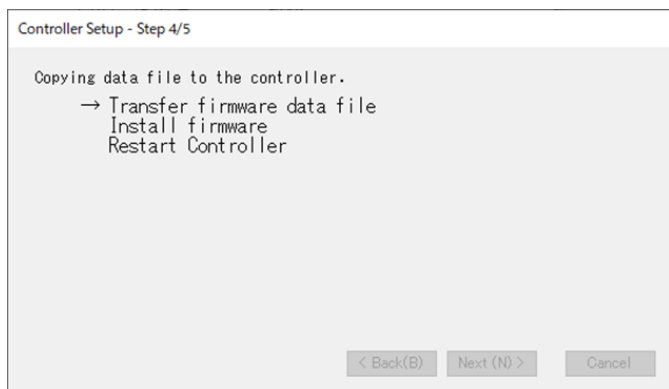 Controller Setup - Step 4/5
Copying data file to the controller.
→ Transfer firmware data file
Install firmware
Restart Controller
< Back(B) Next (N) > Cancel